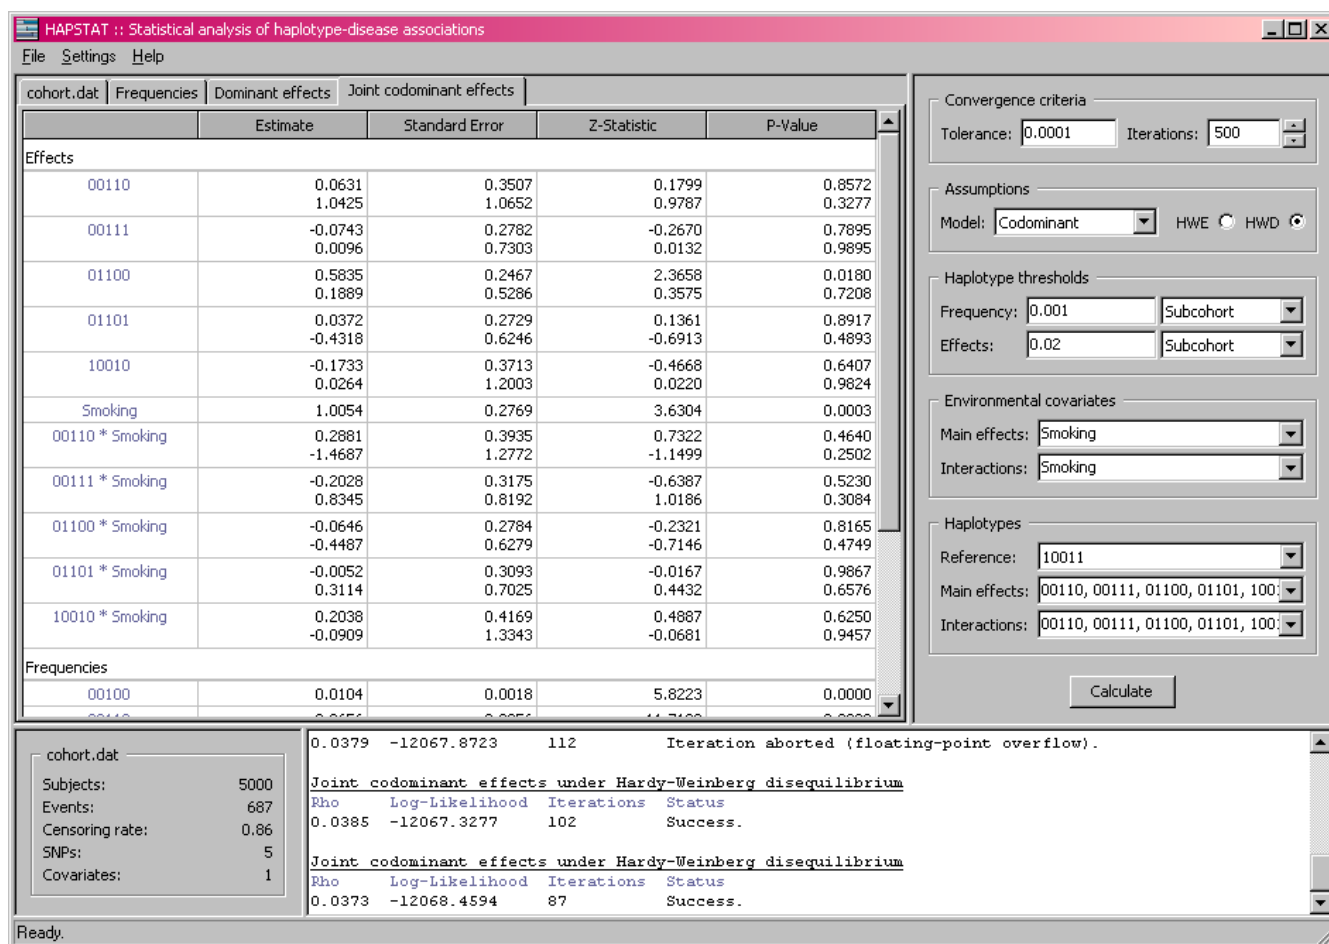 HAPSTAT :: Statistical analysis of haplotype-disease associations
File Settings Help
cohort.dat Frequencies Dominant effects Joint codominant effects
Estimate Standard Error Z-Statistic P-Value
Effects
00110 0.0631 0.3507 0.1799 0.8572
1.0425 1.0652 0.9787 0.3277
00111 -0.0743 0.2782 -0.2670 0.7895
0.0096 0.7303 0.0132 0.9895
01100 0.5835 0.2467 2.3658 0.0180
0.1889 0.5286 0.3575 0.7208
01101 0.0372 0.2729 0.1361 0.8917
-0.4318 0.6246 -0.6913 0.4893
10010 -0.1733 0.3713 -0.4668 0.6407
0.0264 1.2003 0.0220 0.9824
Smoking 1.0054 0.2769 3.6304 0.0003
00110 * Smoking 0.2881 0.3935 0.7322 0.4640
-1.4687 1.2772 -1.1499 0.2502
00111 * Smoking -0.2028 0.3175 -0.6387 0.5230
0.8345 0.8192 1.0186 0.3084
01100 * Smoking -0.0646 0.2784 -0.2321 0.8165
-0.4487 0.6279 -0.7146 0.4749
01101 * Smoking -0.0052 0.3093 -0.0167 0.9867
0.3114 0.7025 0.4432 0.6576
10010 * Smoking 0.2038 0.4169 0.4887 0.6250
-0.0909 1.3343 -0.0681 0.9457
Frequencies
00100 0.0104 0.0018 5.8223 0.0000
Convergence criteria
Tolerance: 0.0001 Iterations: 500
Assumptions
Model: Codominant HWE HWD
Haplotype thresholds
Frequency: 0.001 Subcohort
Effects: 0.02 Subcohort
Environmental covariates
Main effects: Smoking
Interactions: Smoking
Haplotypes
Reference: 10011
Main effects: 00110, 00111, 01100, 01101, 100
Interactions: 00110, 00111, 01100, 01101, 100
Calculate
cohort.dat
Subjects: 5000
Events: 687
Censoring rate: 0.86
SNPs: 5
Covariates: 1
0.0379 -12067.8723 112 Iteration aborted (floating-point overflow).
Joint codominant effects under Hardy-Weinberg disequilibrium
Rho Log-Likelihood Iterations Status
0.0385 -12067.3277 102 Success.
Joint codominant effects under Hardy-Weinberg disequilibrium
Rho Log-Likelihood Iterations Status
0.0373 -12068.4594 87 Success.
Ready.